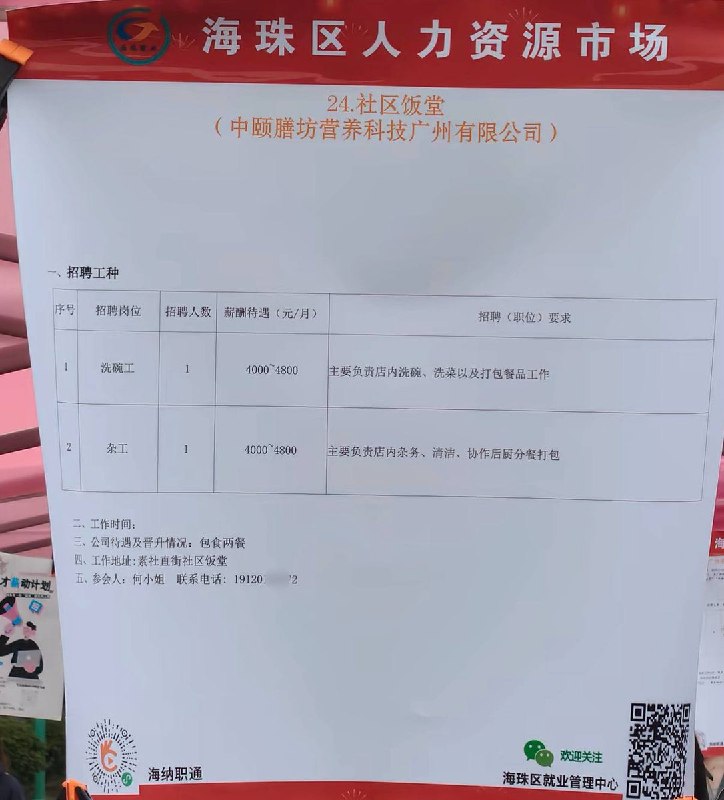 海珠区人力资源市场
24.社区饭堂
（中颐膳坊营养科技广州有限公司）
一、招聘工种
序号 招聘岗位 招聘人数 薪酬待遇（元/月） 招聘（职位）要求
1 洗碗工 1 4000~4800 主要负责店内洗碗、洗菜以及打包餐品工作
2 杂工 1 4000~4800 主要负责店内杂务、清洁、协作后厨分餐打包
二、工作时间：
三、公司待遇及晋升情况：包食两餐
四、工作地址：素社直街社区饭堂
五、参会人：何小姐 联系电话：19120 2
才 动计划
海
海纳职通
欢迎关注
海珠区就业管理中心